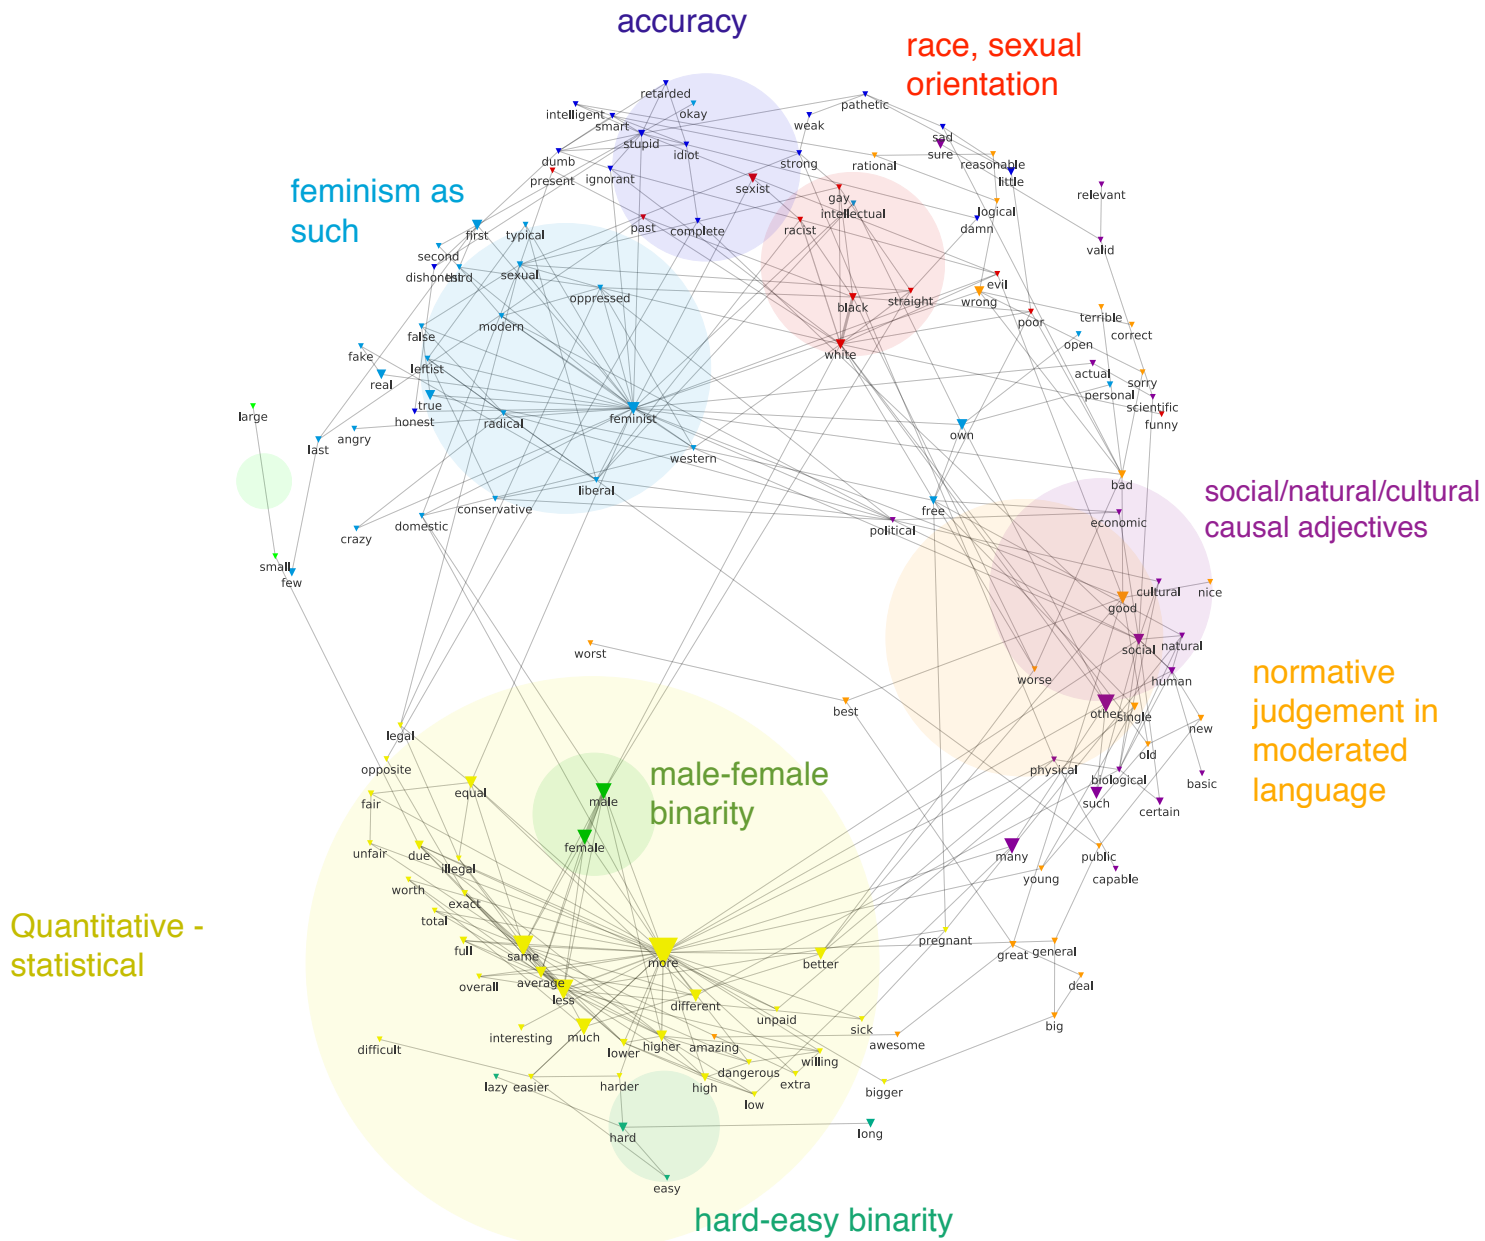 accuracy
race, sexual
orientation
retarded
okay
intelligent
smart
stupid
idiot
dumb
present
ignorant
pathetic
weak
strong
sad
sure
rational
reasonable
little
relevant
feminism as
such
sexist
gay
intellectual
logical
first
typical
past
complete
racist
damn
valid
second
dishonest
third
sexual
oppressed
black
straight
evil
wrong
modern
false
white
poor
terrible
correct
fake
leftist
open
real
actual
sorry
true
personal
scientific
large
honest
radical
feminist
funny
last
angry
own
western
liberal
bad
social/natural/cultural
causal adjectives
conservative
free
economic
crazy
domestic
political
small
few
cultural
nice
good
worst
social
natural
worse
human
normative
judgement in
moderated
language
best
other
single
new
legal
old
opposite
physical
biological
basic
male-female
binarity
fair
equal
male
such
certain
unfair
due
illegal
female
many
public
young
capable
worth
exact
Quantitative -
statistical
total
full
same
more
better
pregnant
great
general
overall
average
less
different
deal
unpaid
sick
big
interesting
much
difficult
lower
higher
amazing
awesome
willing
dangerous
lazy
easier
harder
high
extra
bigger
low
hard
long
easy
hard-easy binarity